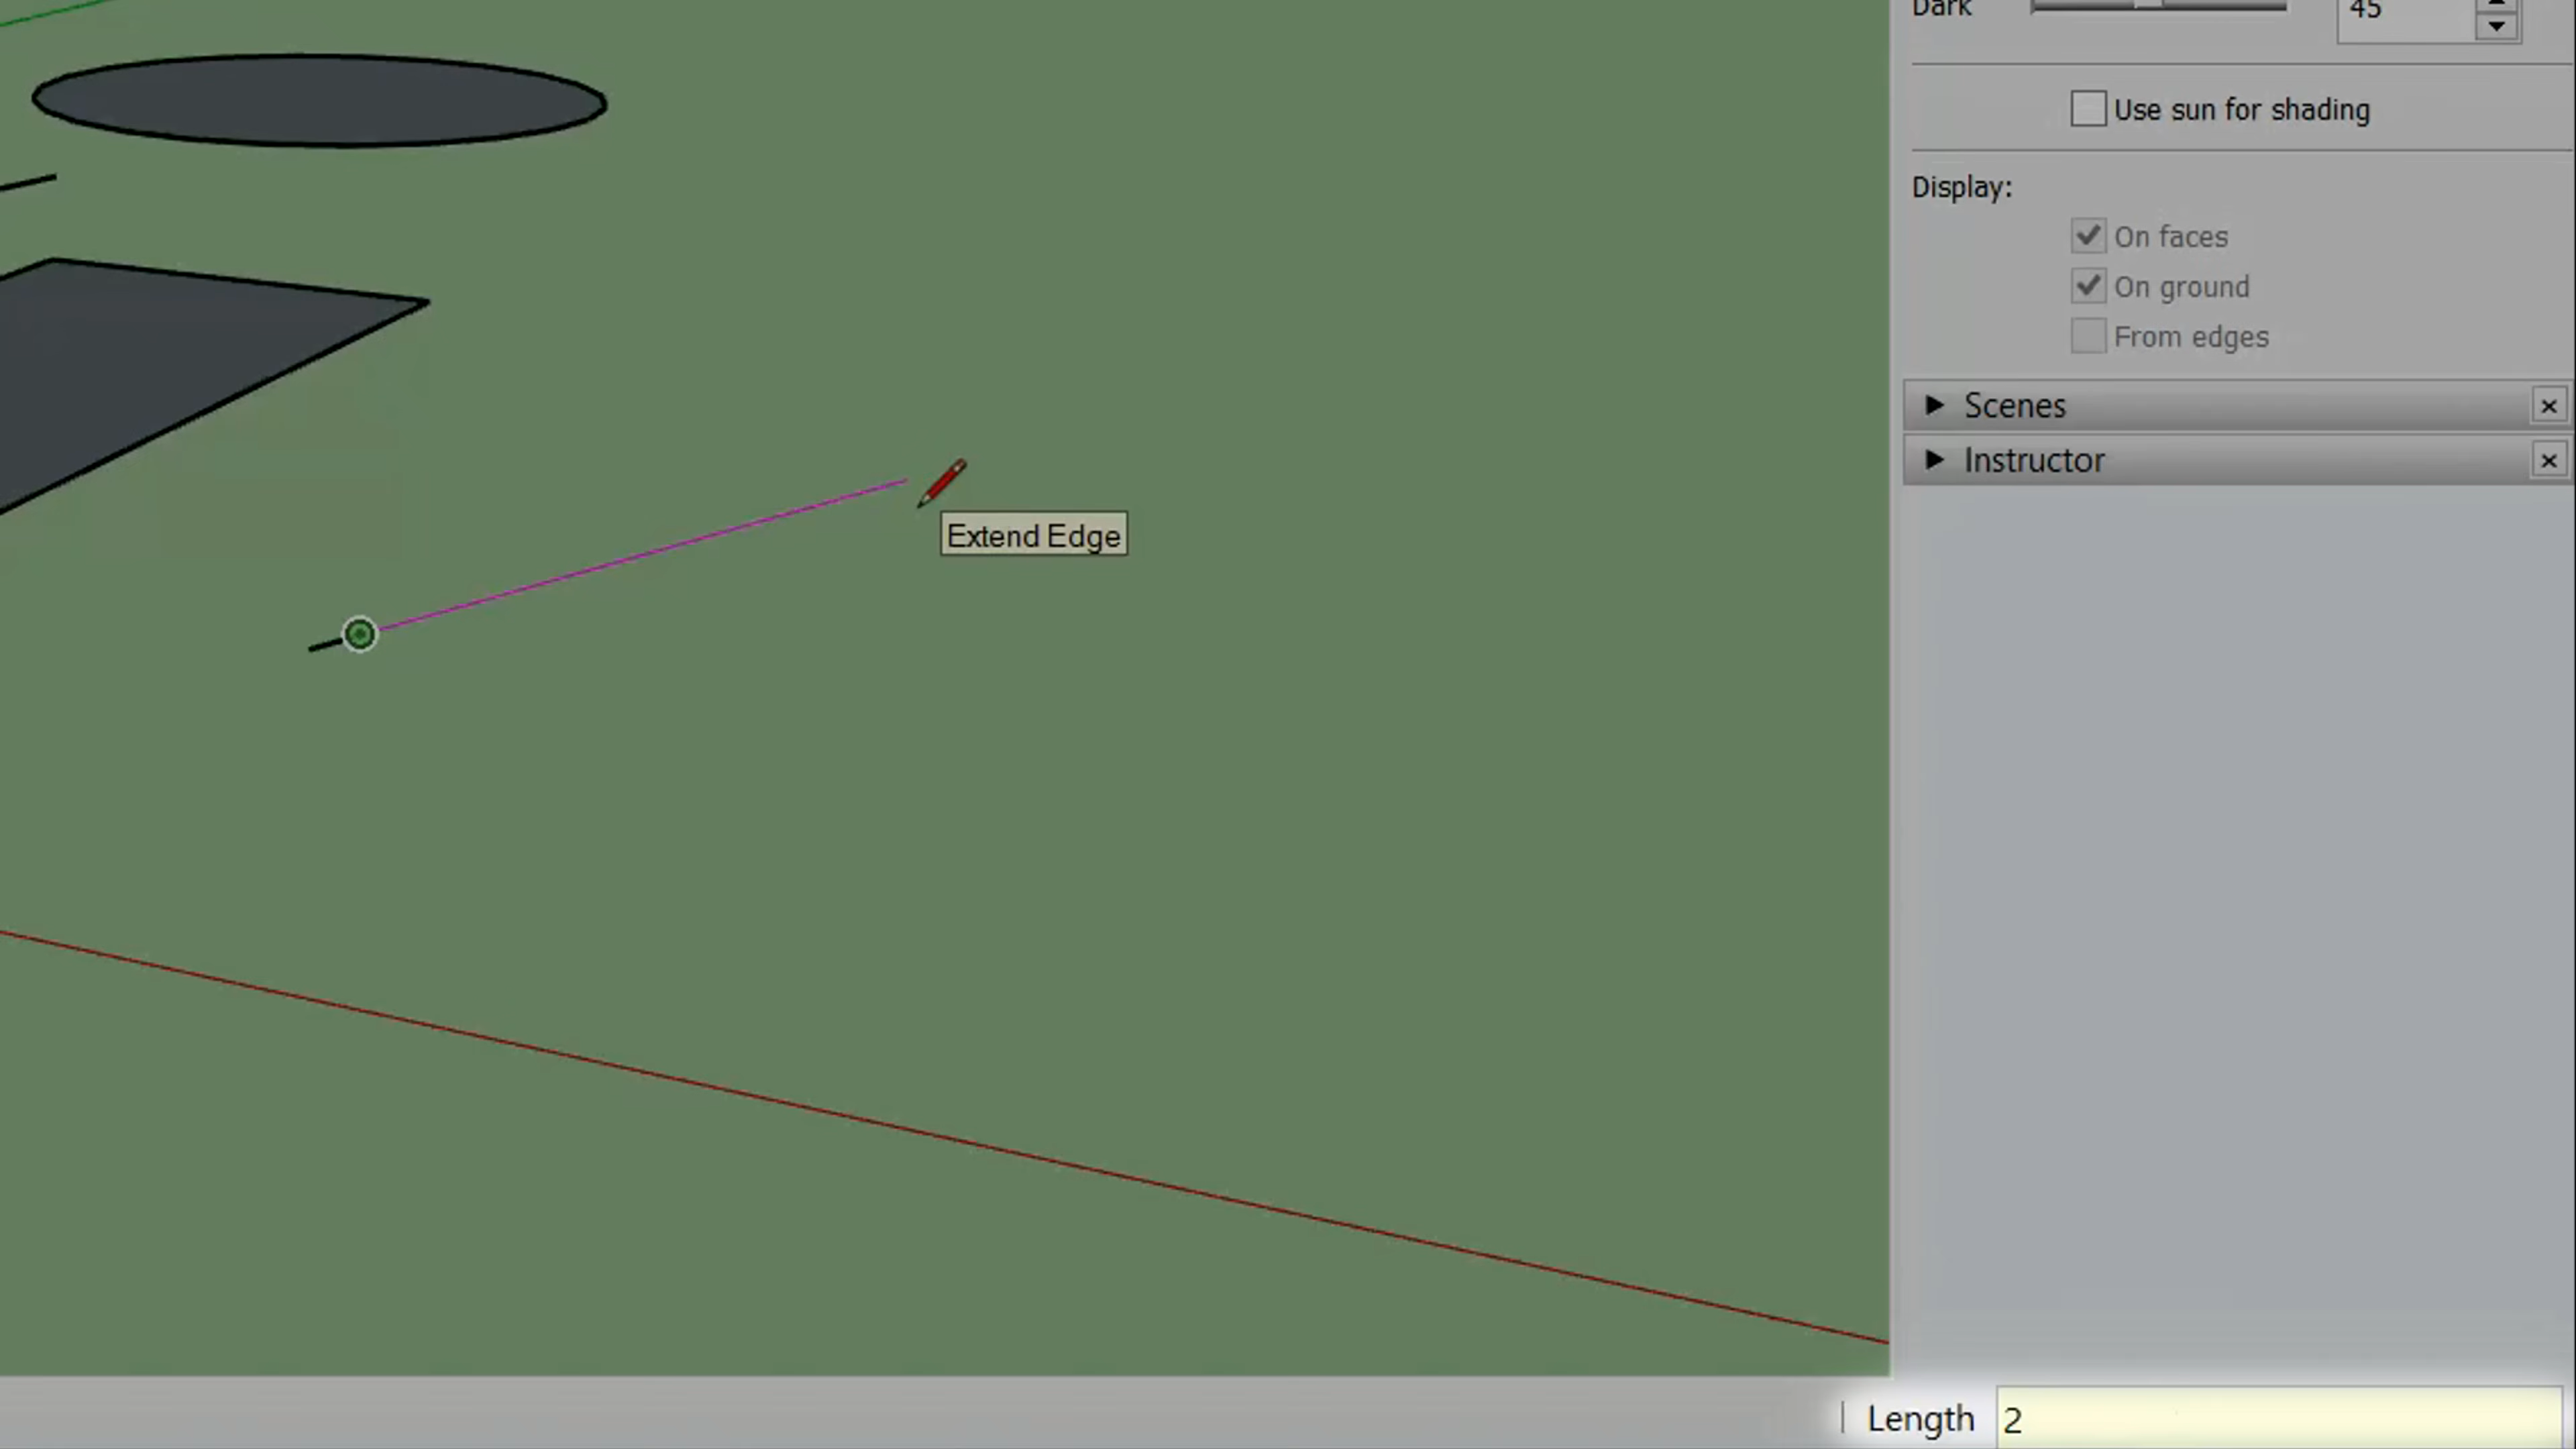 Dark 45
Use sun for shading
Display:
On faces
On ground
From edges
Scenes
Instructor
Extend Edge
Length 2